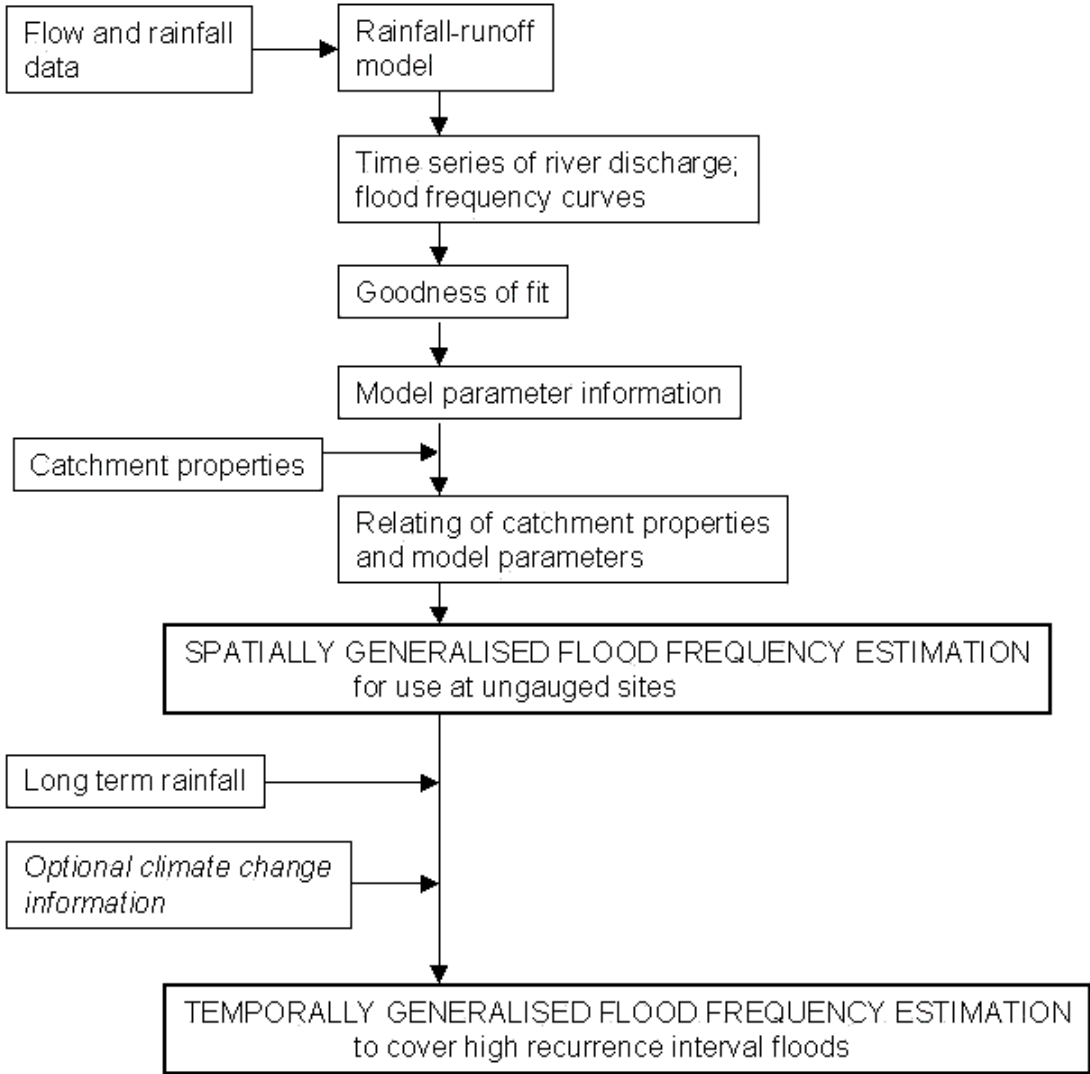 Flow and rainfall
data
Rainfall-runoff
model
Time series of river discharge;
flood frequency curves
Goodness of fit
Model parameter information
Catchment properties
Relating of catchment properties
and model parameters
SPATIALLY GENERALISED FLOOD FREQUENCY ESTIMATION
for use at ungauged sites
Long term rainfall
Optional climate change
information
TEMPORALLY GENERALISED FLOOD FREQUENCY ESTIMATION
to cover high recurrence interval floods